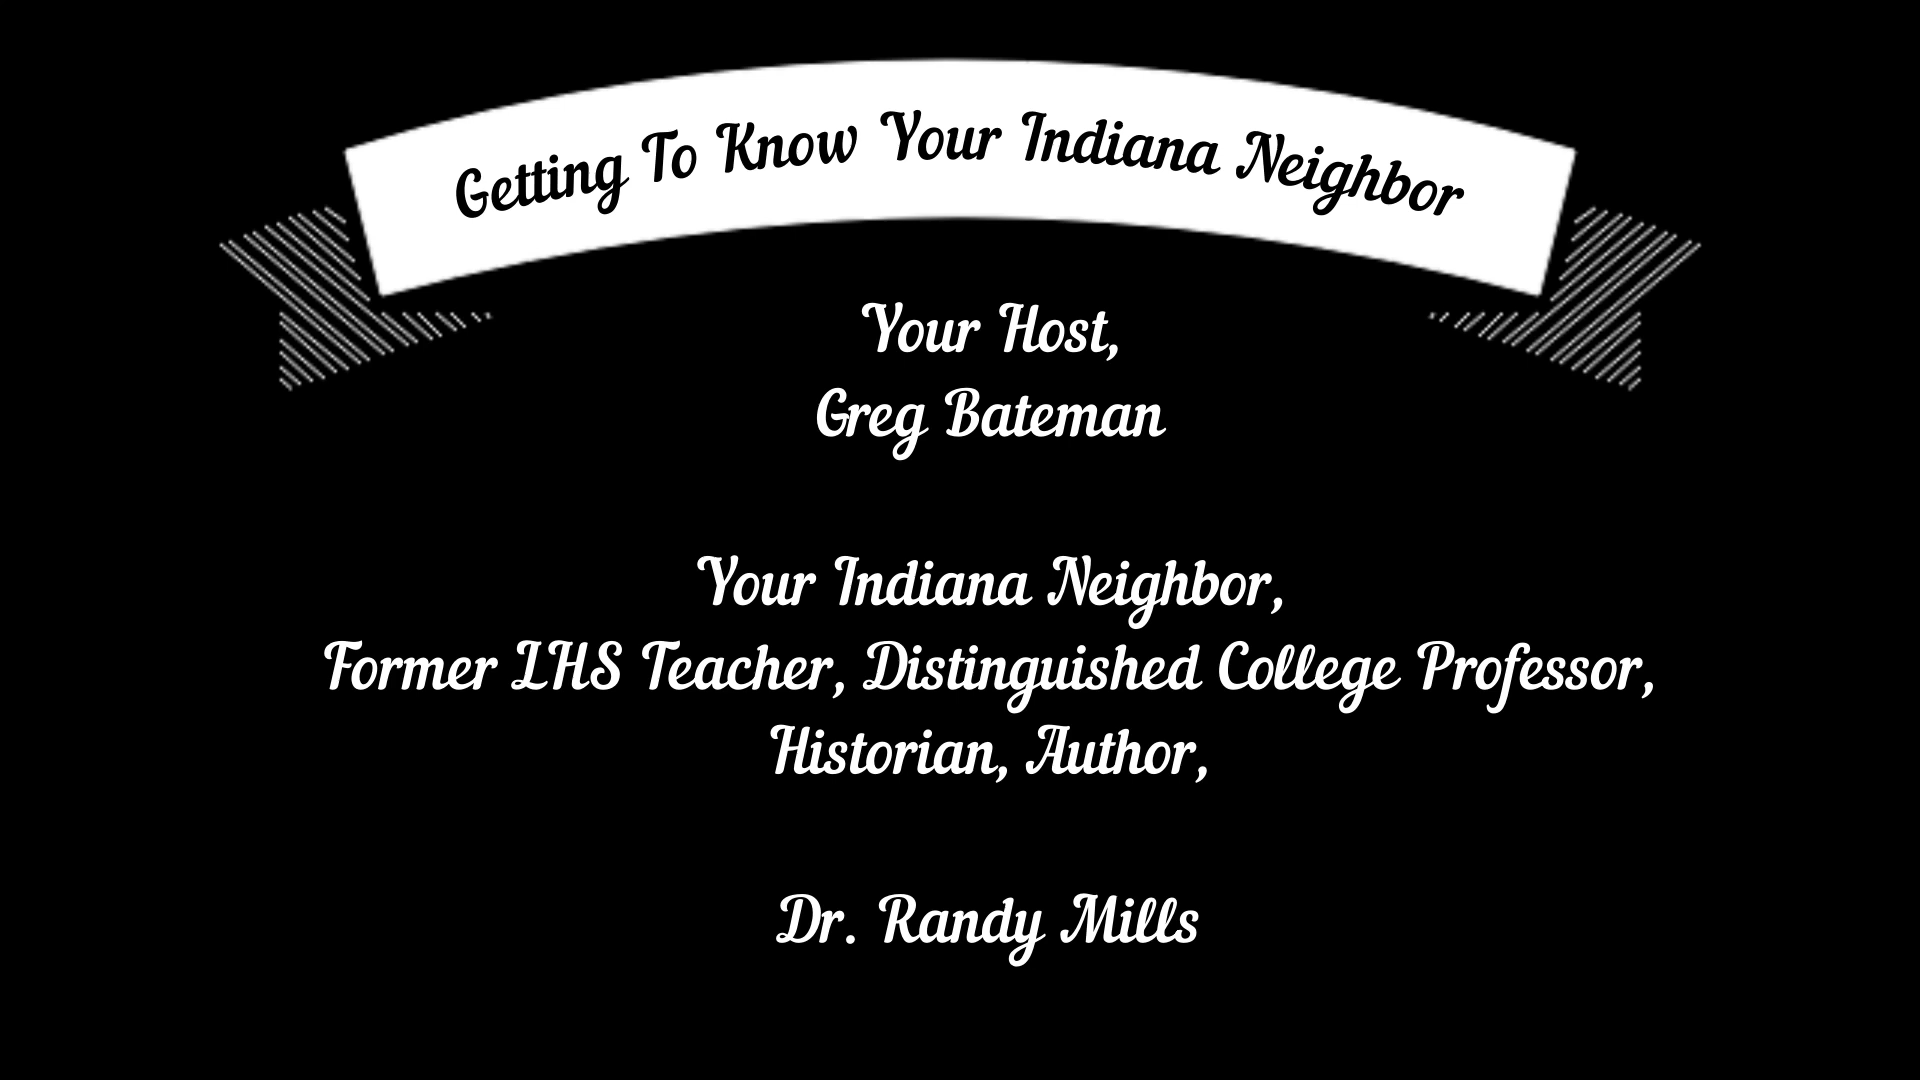 Getting To Know Your Indiana Neighbor
Your Host,
Greg Bateman
Your Indiana Neighbor,
Former LHS Teacher, Distinguished College Professor,
Historian, Author,
Dr. Randy Mills